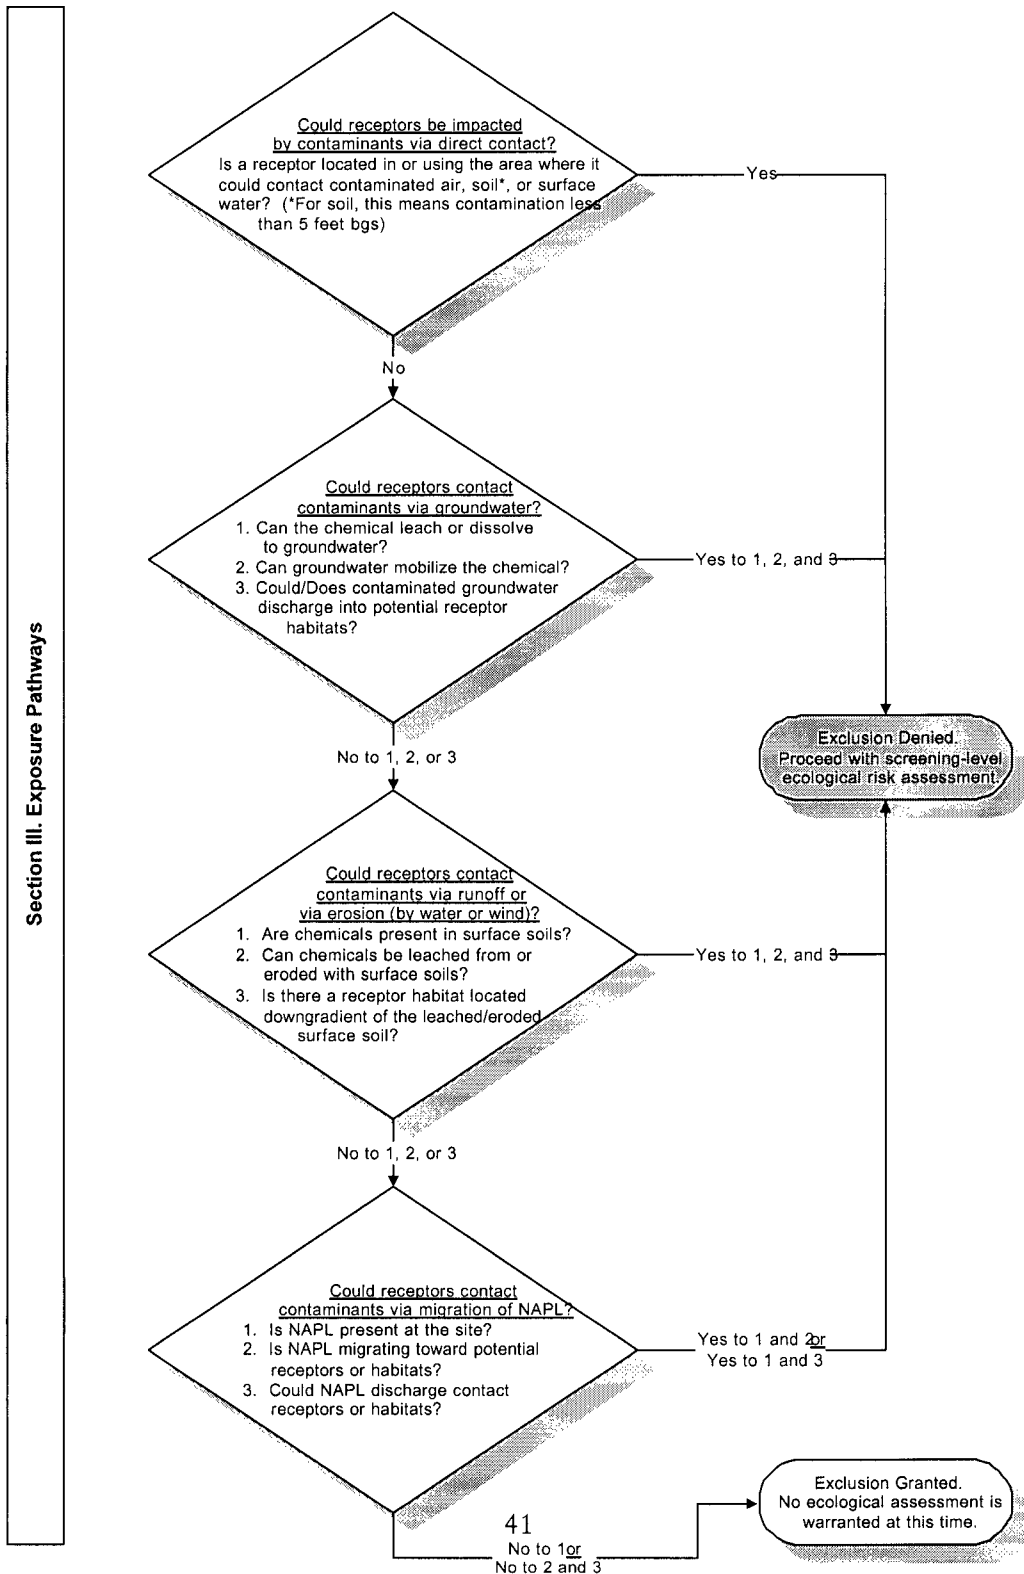 Section III. Exposure Pathways
Could receptors be impacted
by contaminants via direct contact?
Is a receptor located in or using the area where it
could contact contaminated air, soil*, or surface
water? (*For soil, this means contamination less
than 5 feet bgs)
Yes
No
Could receptors contact
contaminants via groundwater?
1. Can the chemical leach or dissolve
to groundwater?
2. Can groundwater mobilize the chemical?
3. Could/Does contaminated groundwater
discharge into potential receptor
habitats?
Yes to 1, 2, and 3
No to 1, 2, or 3
Exclusion Denied.
Proceed with screening-level
ecological risk assessment.
Could receptors contact
contaminants via runoff or
via erosion (by water or wind)?
1. Are chemicals present in surface soils?
2. Can chemicals be leached from or
eroded with surface soils?
3. Is there a receptor habitat located
downgradient of the leached/eroded
surface soil?
Yes to 1, 2, and 3
No to 1, 2, or 3
Could receptors contact
contaminants via migration of NAPL?
1. Is NAPL present at the site?
2. Is NAPL migrating toward potential
receptors or habitats?
3. Could NAPL discharge contact
receptors or habitats?
Yes to 1 and 2 or
Yes to 1 and 3
Exclusion Granted.
No ecological assessment is
warranted at this time.
41
No to 1 or
No to 2 and 3